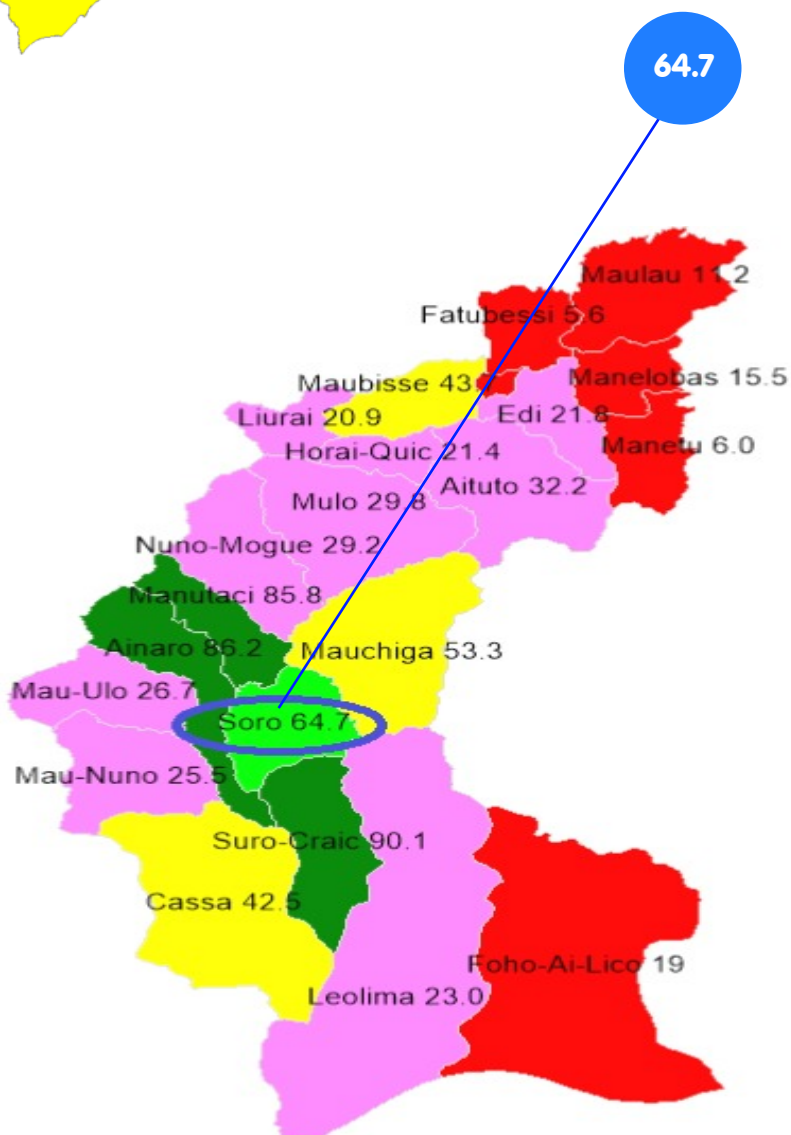 64.7
Maulau 11.2
Fatubessi 5.6
Maubisse 43
Manelobas 15.5
Liurai 20.9
Edi 21.8
Horai-Quic 21.4
Manetu 6.0
Aituto 32.2
Mulo 29.8
Nuno-Mogue 29.2
Manutaci 85.8
Ainaro 86.2
Mauchiga 53.3
Mau-Ulo 26.7
Soro 64.7
Mau-Nuno 25.5
Suro-Craic 90.1
Cassa 42.5
Foho-Ai-Lico 19
Leolima 23.0